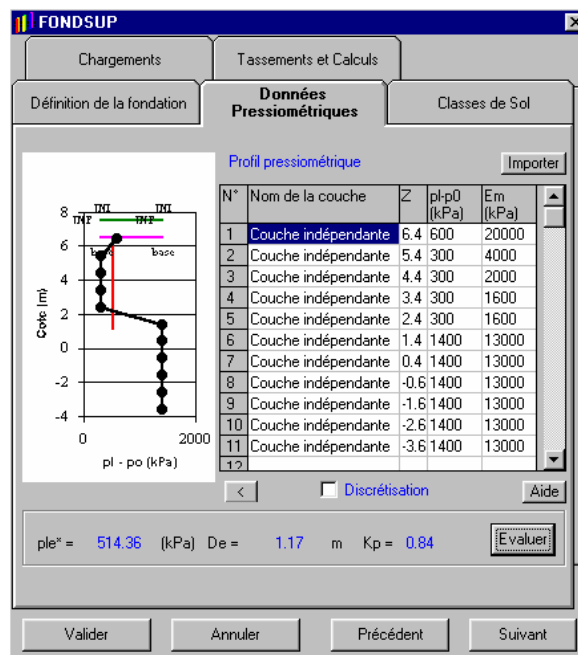 FONDSUP
Chargements
Tassements et Calculs
Définition de la fondation
Données Pressiométriques
Classes de Sol
Profil pressiométrique
Importer
N° Nom de la couche Z pl-p0 (kPa) Em (kPa)
1 Couche indépendante 6.4 600 20000
2 Couche indépendante 5.4 300 4000
3 Couche indépendante 4.4 300 2000
4 Couche indépendante 3.4 300 1600
5 Couche indépendante 2.4 300 1600
6 Couche indépendante 1.4 1400 13000
7 Couche indépendante 0.4 1400 13000
8 Couche indépendante -0.6 1400 13000
9 Couche indépendante -1.6 1400 13000
10 Couche indépendante -2.6 1400 13000
11 Couche indépendante -3.6 1400 13000
12
TNI TNI
TNF TNF
base base
8
6
4
2
0
-2
-4
Cote (m)
0 2000
pl - po (kPa)
< Discrétisation Aide
ple* = 514.36 (kPa) De = 1.17 m Kp = 0.84 Evaluer
Valider Annuler Précédent Suivant